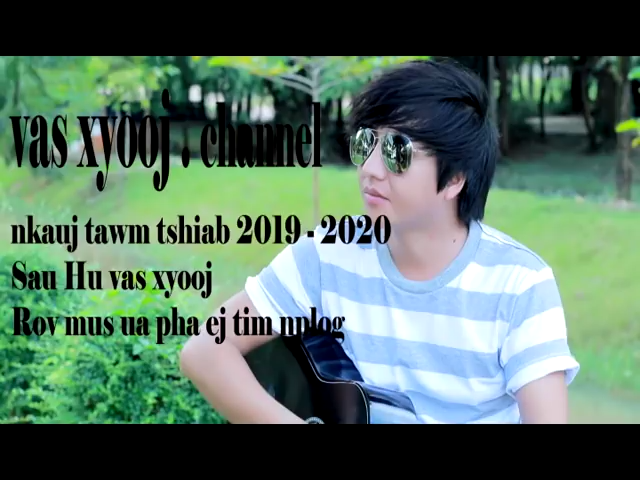 vas xyooj . channel
nkauj tawm tshiab 2019 - 2020
Sau Hu vas xyooj
Rov mus ua pha ej tim nplog